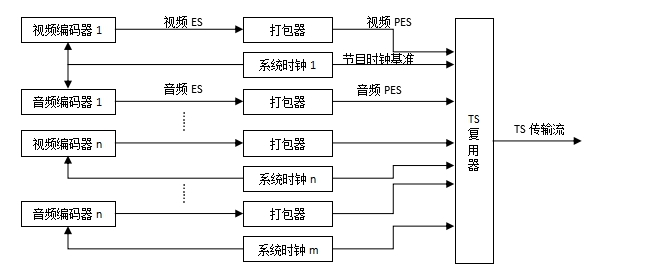 视频编码器 1
视频 ES
打包器
视频 PES
系统时钟 1
节目时钟基准
音频编码器 1
音频 ES
打包器
音频 PES
视频编码器 n
打包器
系统时钟 n
音频编码器 n
打包器
系统时钟 m
TS
复
用
器
TS 传输流